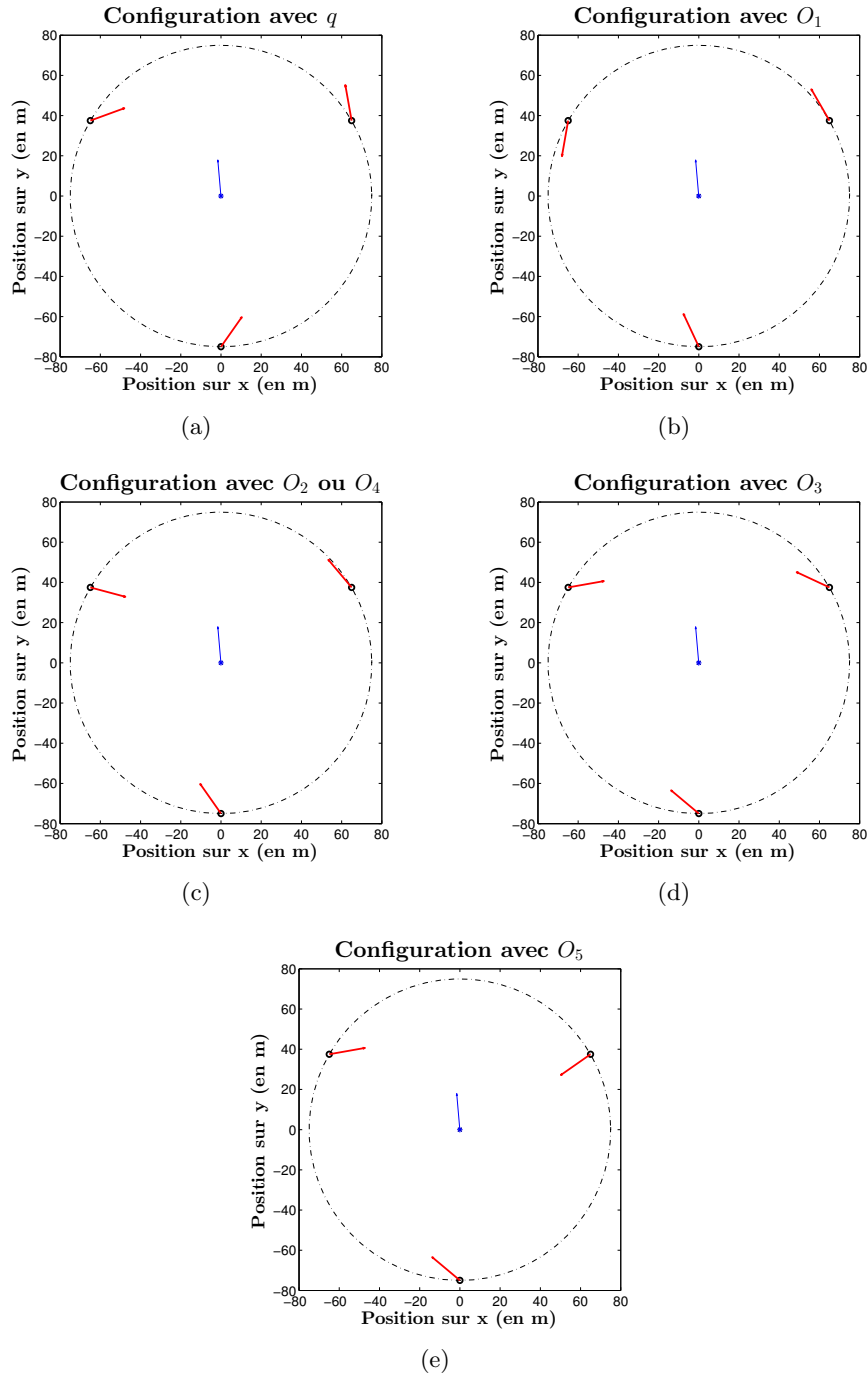 Configuration avec q
Position sur y (en m)
80
60
40
20
0
−20
−40
−60
−80
−80 −60 −40 −20 0 20 40 60 80
Position sur x (en m)
(a)
Configuration avec O₁
Position sur y (en m)
80
60
40
20
0
−20
−40
−60
−80
−80 −60 −40 −20 0 20 40 60 80
Position sur x (en m)
(b)
Configuration avec O₂ ou O₄
Position sur y (en m)
80
60
40
20
0
−20
−40
−60
−80
−80 −60 −40 −20 0 20 40 60 80
Position sur x (en m)
(c)
Configuration avec O₃
Position sur y (en m)
80
60
40
20
0
−20
−40
−60
−80
−80 −60 −40 −20 0 20 40 60 80
Position sur x (en m)
(d)
Configuration avec O₅
Position sur y (en m)
80
60
40
20
0
−20
−40
−60
−80
−80 −60 −40 −20 0 20 40 60 80
Position sur x (en m)
(e)